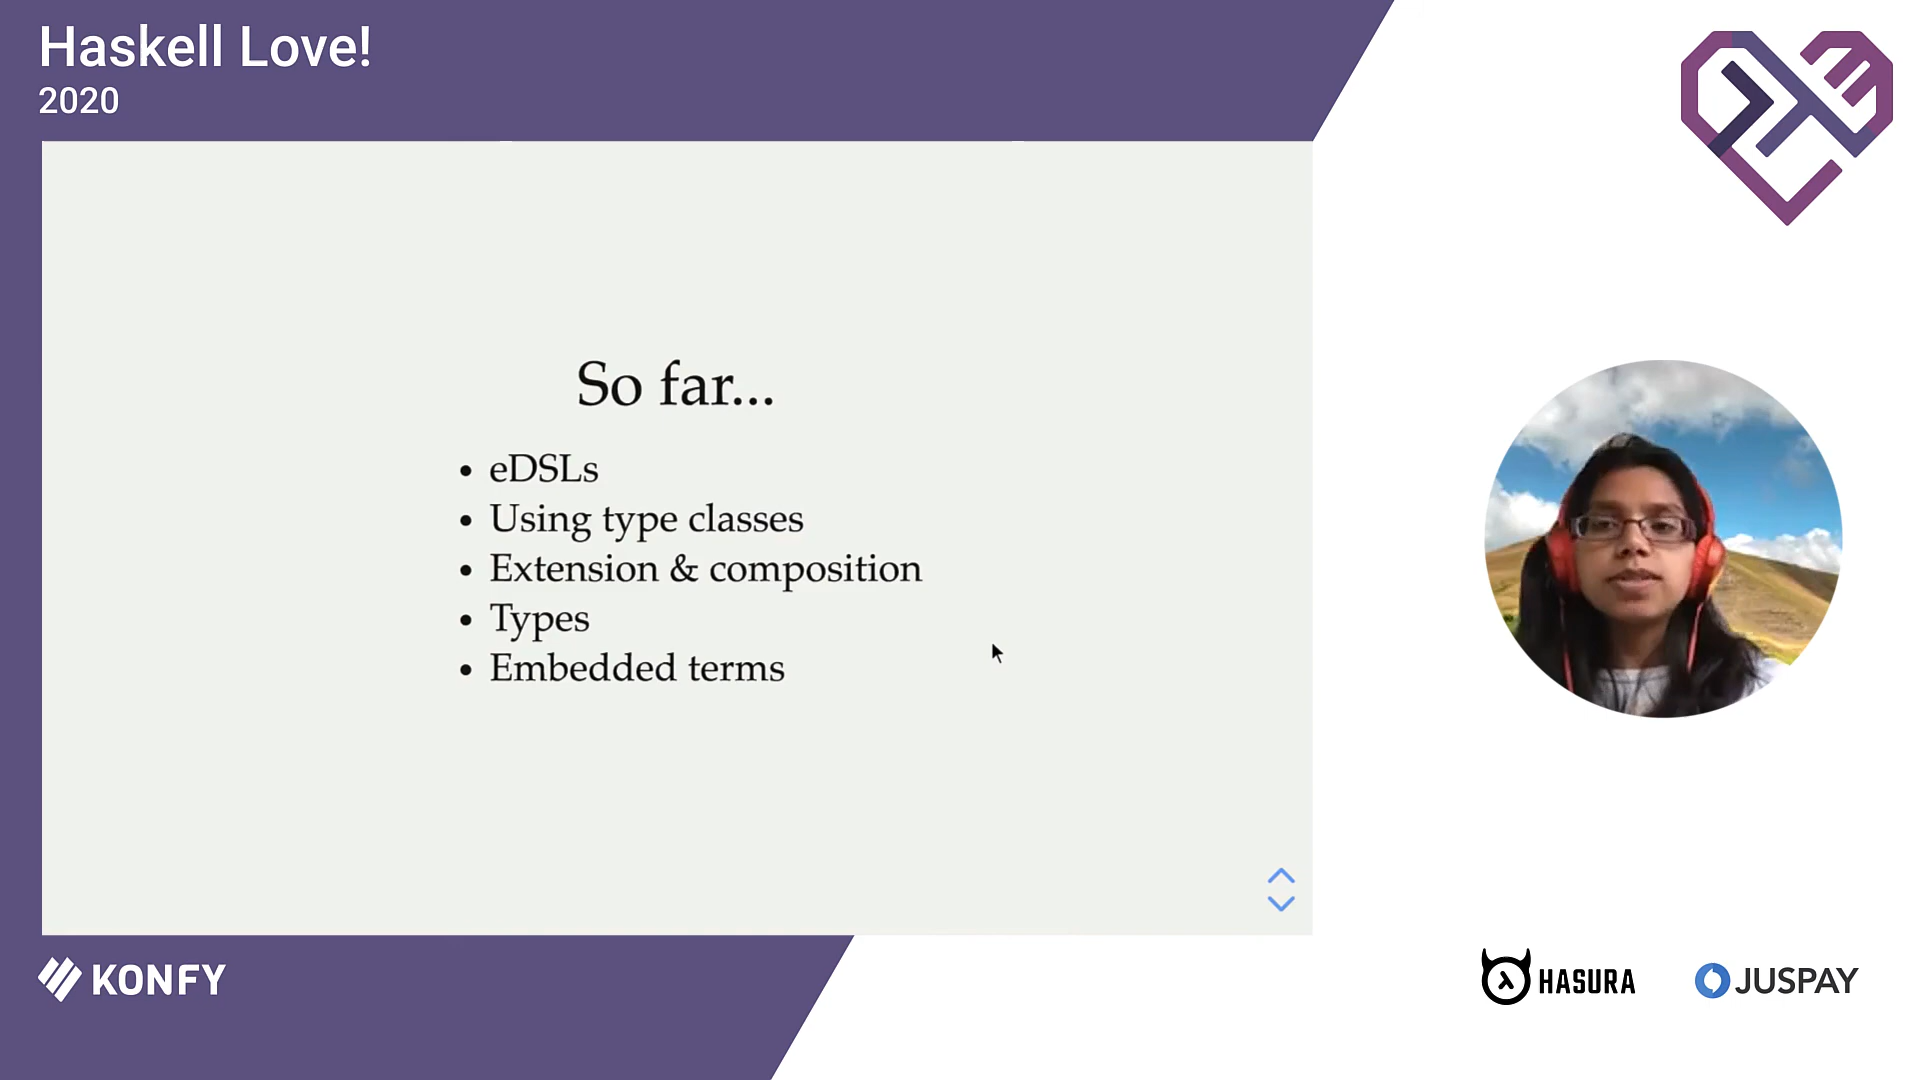 Haskell Love!
2020
So far...
• eDSLs
• Using type classes
• Extension & composition
• Types
• Embedded terms
KONFY
HASURA
JUSPAY